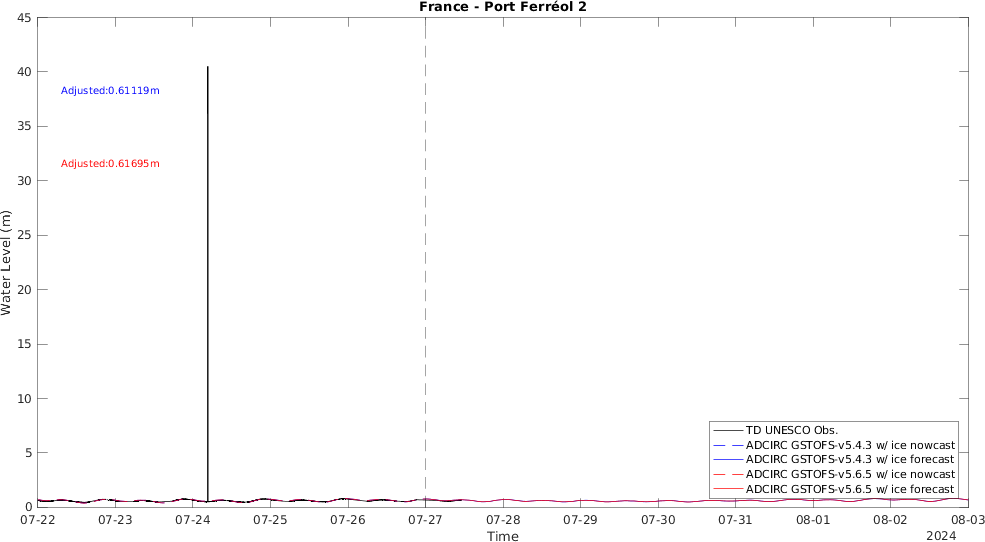 France - Port Ferréol 2
45
40
35
30
25
20
15
10
5
0
Water Level (m)
Adjusted:0.61119m
Adjusted:0.61695m
TD UNESCO Obs.
ADCIRC GSTOFS-v5.4.3 w/ ice nowcast
ADCIRC GSTOFS-v5.4.3 w/ ice forecast
ADCIRC GSTOFS-v5.6.5 w/ ice nowcast
ADCIRC GSTOFS-v5.6.5 w/ ice forecast
07-22 07-23 07-24 07-25 07-26 07-27 07-28 07-29 07-30 07-31 08-01 08-02 08-03
Time
2024